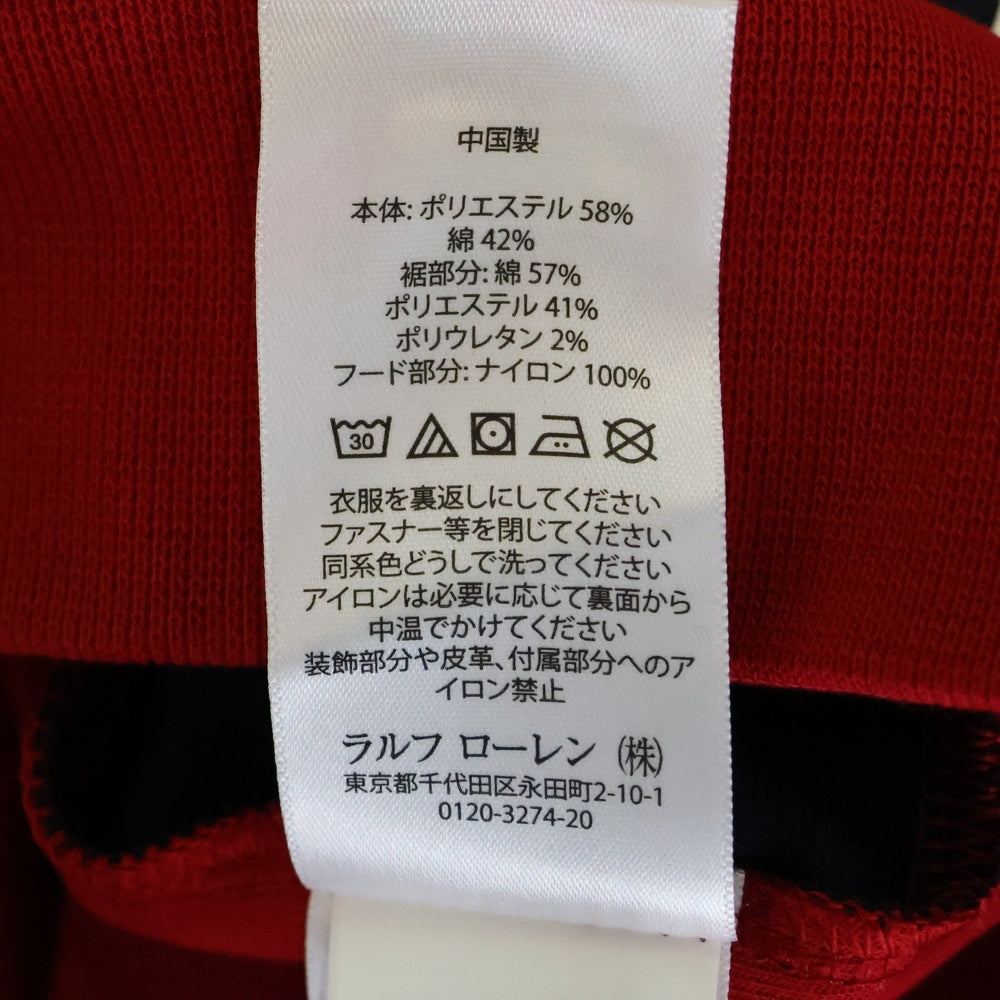 中国製
本体: ポリエステル 58%
綿 42%
裾部分: 綿 57%
ポリエステル 41%
ポリウレタン 2%
フード部分: ナイロン 100%
30
衣服を裏返しにしてください
ファスナー等を閉じてください
同系色どうしで洗ってください
アイロンは必要に応じて裏面から
中温でかけてください
装飾部分や皮革、付属部分へのア
イロン禁止
ラルフ ローレン ㈱
東京都千代田区永田町2-10-1
0120-3274-20